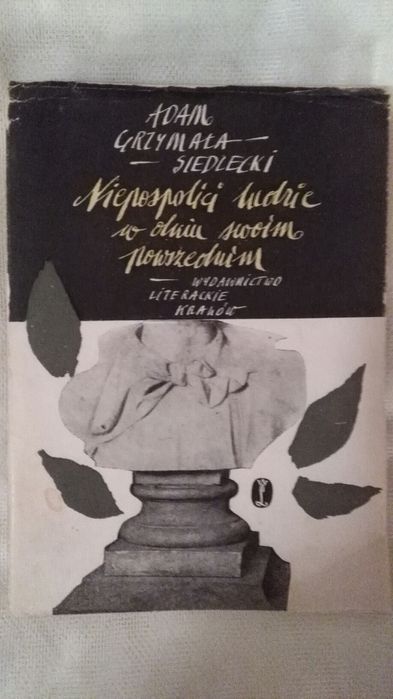 ADAM
GRZYMAŁA—
—SIEDLECKI
Niepospolici ludzie
w dniu swoim
powszednim
—WYDAWNICTWO
LITERACKIE
KRAKÓW